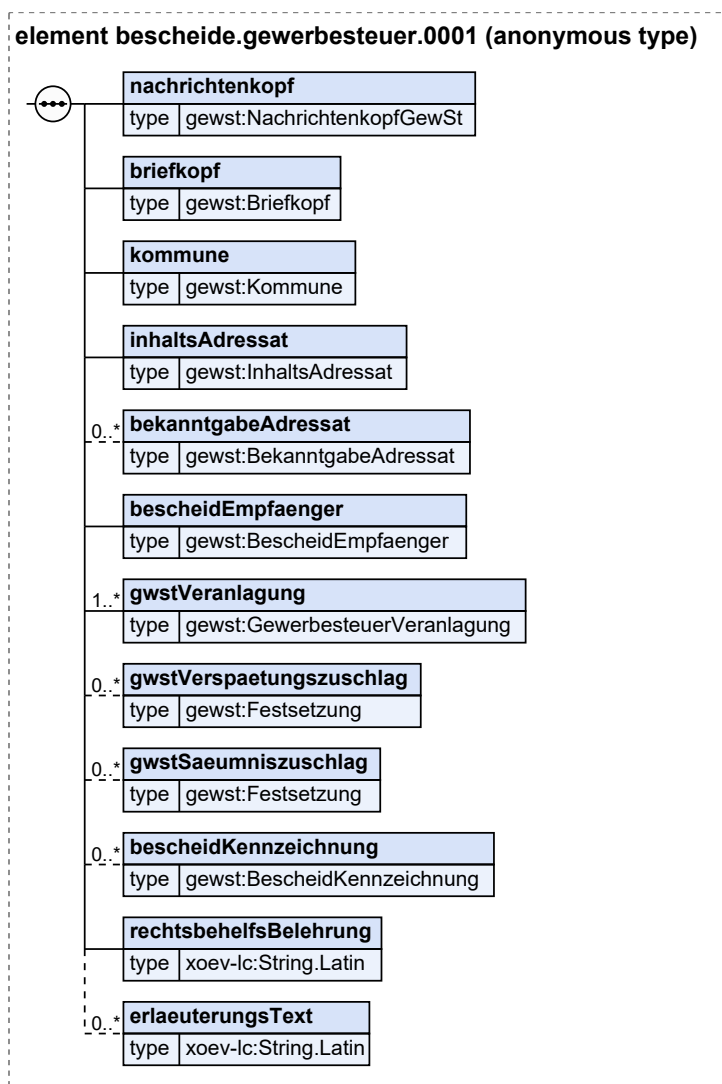 element bescheide.gewerbesteuer.0001 (anonymous type)
nachrichtenkopf
type gewst:NachrichtenkopfGewSt
briefkopf
type gewst:Briefkopf
kommune
type gewst:Kommune
inhaltsAdressat
type gewst:InhaltsAdressat
0..* bekanntgabeAdressat
type gewst:BekanntgabeAdressat
bescheidEmpfaenger
type gewst:BescheidEmpfaenger
1..* gwstVeranlagung
type gewst:GewerbesteuerVeranlagung
0..* gwstVerspaetungszuschlag
type gewst:Festsetzung
0..* gwstSaeumniszuschlag
type gewst:Festsetzung
0..* bescheidKennzeichnung
type gewst:BescheidKennzeichnung
rechtsbehelfsBelehrung
type xoev-lc:String.Latin
0..* erlaeuterungsText
type xoev-lc:String.Latin